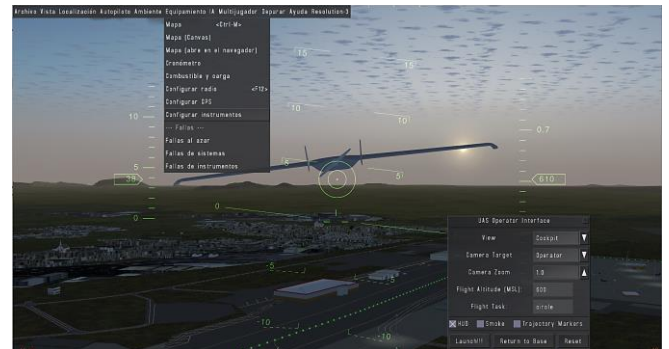 Archivo Vista Localización Autopiloto Ambiente Equipamiento IA Multijugador Depurar Ayuda Resolution-3
Mapa <Ctrl-M>
Mapa (Canvas)
Mapa (abre en el navegador)
Cronómetro
Combustible y carga
Configurar radio <F12>
Configurar GPS
Configurar instrumentos
--- Fallas ---
Fallas al azar
Fallas de sistemas
Fallas de instrumentos
15 15
10 10
5 5
0
-5 -5
-10 -10
10
5
39
0
0.7
610
UAS Operator Interface
View Cockpit
Camera Target Operator
Camera Zoom 1.0
Flight Altitude (MSL)
Flight Task: circle
HUD Smoke Trajectory Markers
Launch!!! Return to Base Reset